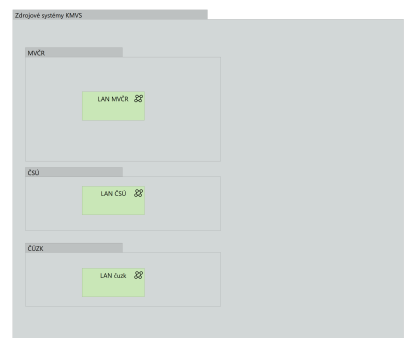 Zdrojové systémy KMVS
MVČR
LAN MVČR
ČSÚ
LAN ČSÚ
ČÚZK
LAN čuzk